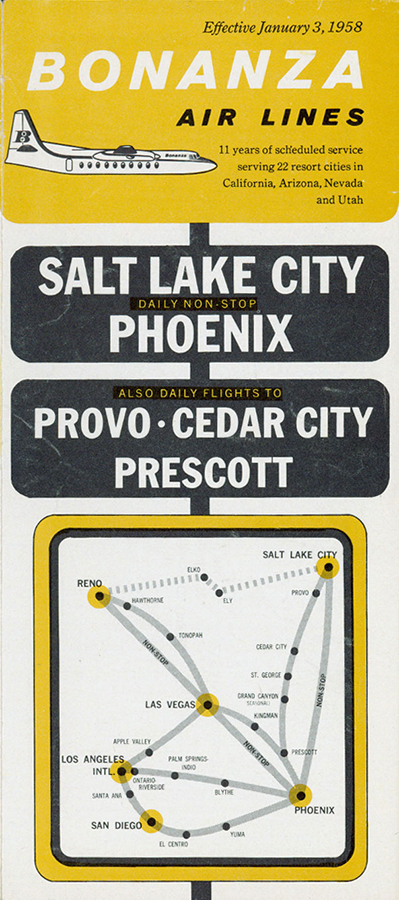 Effective January 3, 1958
BONANZA
AIR LINES
B
BONANZA
11 years of scheduled service
serving 22 resort cities in
California, Arizona, Nevada
and Utah
SALT LAKE CITY
DAILY NON-STOP
PHOENIX
ALSO DAILY FLIGHTS TO
PROVO · CEDAR CITY
PRESCOTT
SALT LAKE CITY
ELKO
RENO
ELY
PROVO
HAWTHORNE
TONOPAH
NON-STOP
CEDAR CITY
ST. GEORGE
NON-STOP
GRAND CANYON
SEASONAL
LAS VEGAS
KINGMAN
APPLE VALLEY
NON-STOP
PRESCOTT
LOS ANGELES
INTL.
PALM SPRINGS-
INDIO
ONTARIO-
RIVERSIDE
SANTA ANA
BLYTHE
PHOENIX
SAN DIEGO
YUMA
EL CENTRO